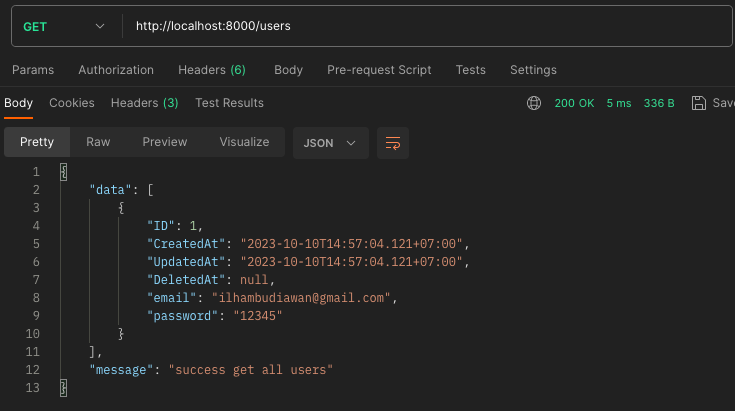 GET http://localhost:8000/users
Params Authorization Headers (6) Body Pre-request Script Tests Settings
Body Cookies Headers (3) Test Results 200 OK 5 ms 336 B Save
Pretty Raw Preview Visualize JSON
1 {
2 "data": [
3 {
4 "ID": 1,
5 "CreatedAt": "2023-10-10T14:57:04.121+07:00",
6 "UpdatedAt": "2023-10-10T14:57:04.121+07:00",
7 "DeletedAt": null,
8 "email": "ilhambudiawan@gmail.com",
9 "password": "12345"
10 }
11 ],
12 "message": "success get all users"
13 }